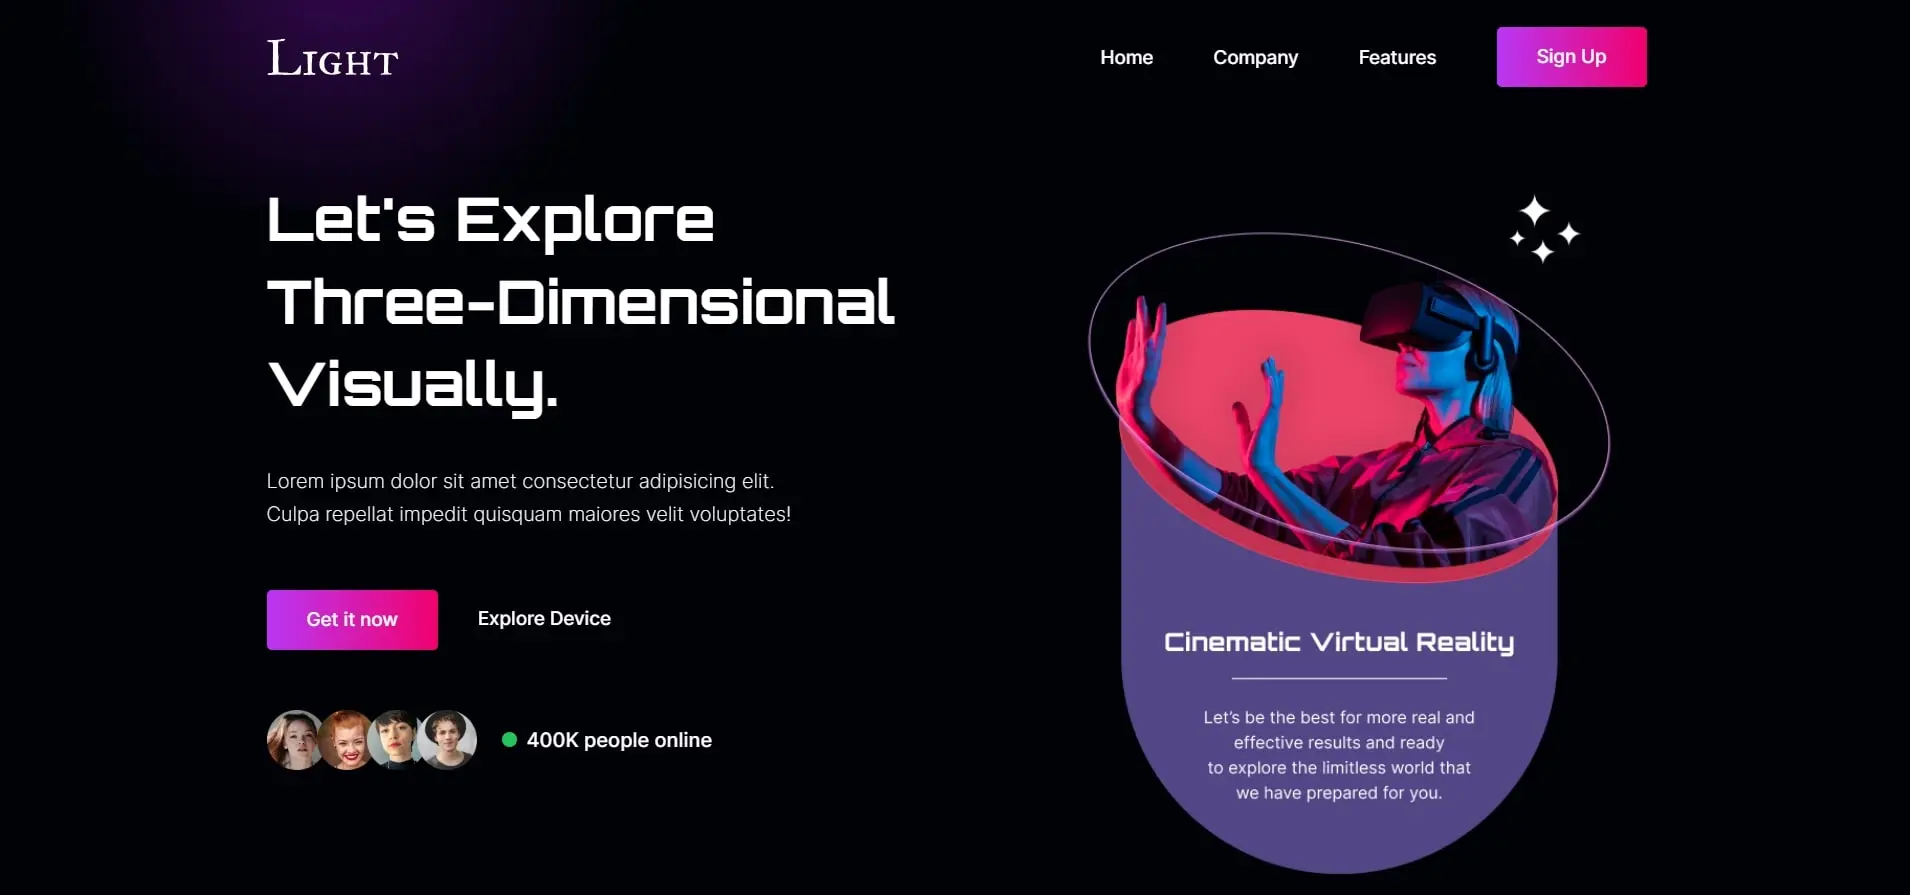 LIGHT
Home
Company
Features
Sign Up
Let's Explore
Three-Dimensional
Visually.
Lorem ipsum dolor sit amet consectetur adipisicing elit.
Culpa repellat impedit quisquam maiores velit voluptates!
Get it now
Explore Device
400K people online
Cinematic Virtual Reality
Let’s be the best for more real and
effective results and ready
to explore the limitless world that
we have prepared for you.